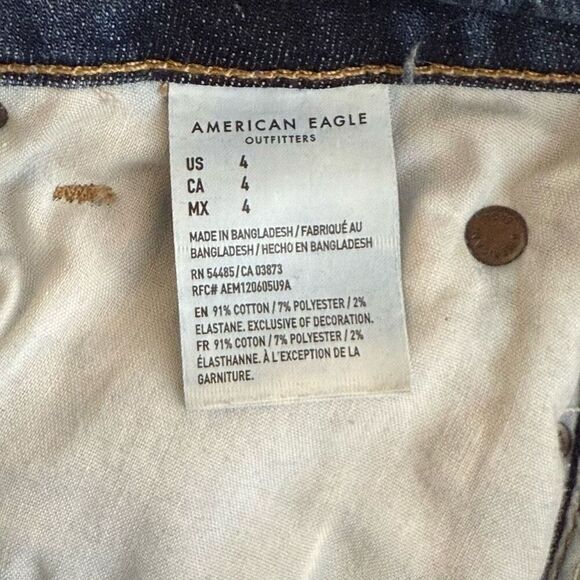 AMERICAN EAGLE
OUTFITTERS
US 4
CA 4
MX 4
MADE IN BANGLADESH / FABRIQUÉ AU
BANGLADESH / HECHO EN BANGLADESH
RN 54485 / CA 03873
RFC# AEM120605U9A
EN 91% COTTON / 7% POLYESTER / 2%
ELASTANE. EXCLUSIVE OF DECORATION.
FR 91% COTON / 7% POLYESTER / 2%
ÉLASTHANNE. À L'EXCEPTION DE LA
GARNITURE.